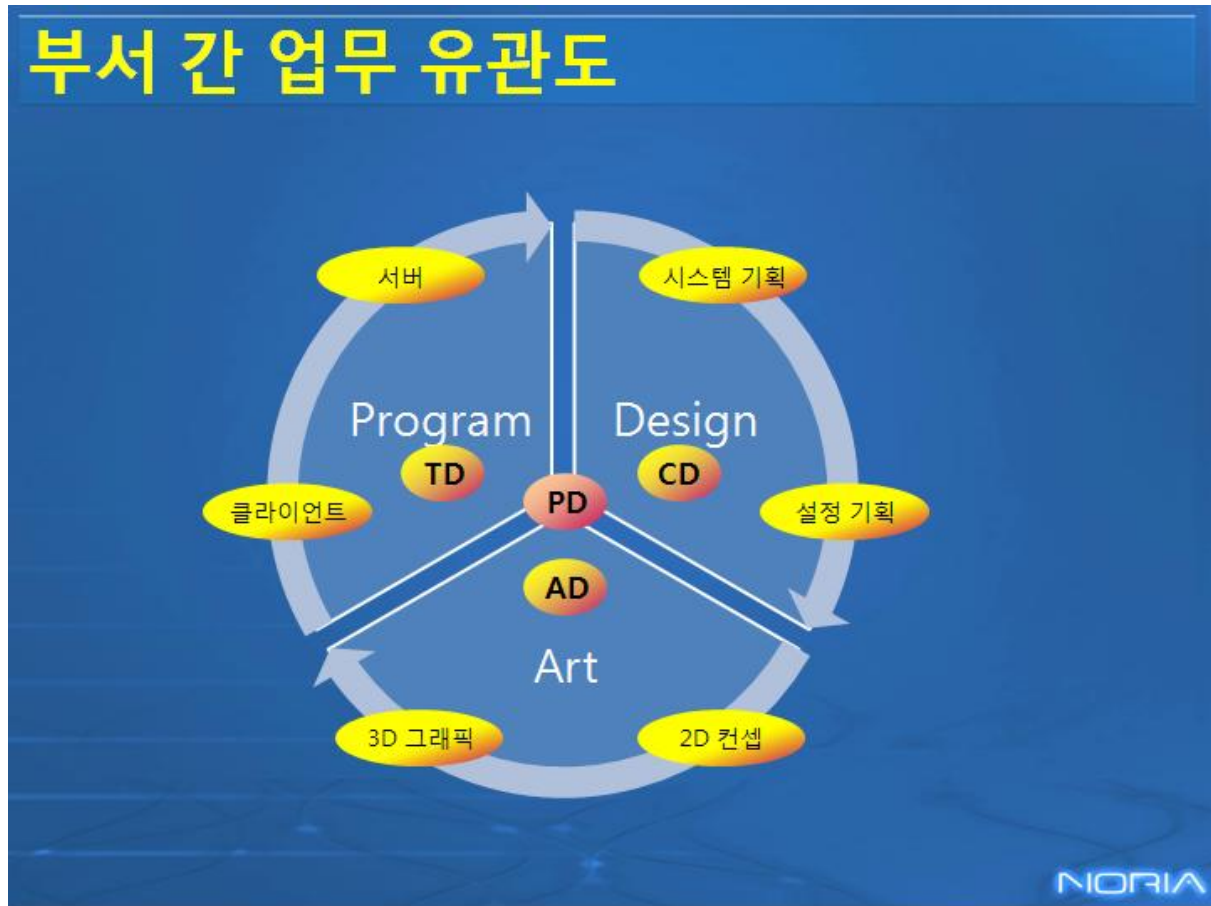 부서 간 업무 유관도
서버
시스템 기획
Program
Design
TD
CD
PD
클라이언트
설정 기획
AD
Art
3D 그래픽
2D 컨셉
NORIA